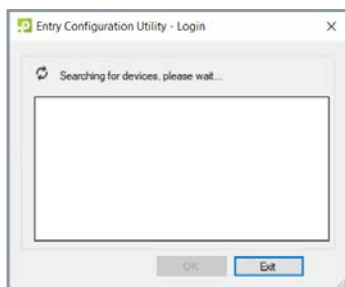 Entry Configuration Utility - Login
Searching for devices, please wait...
OK
Exit